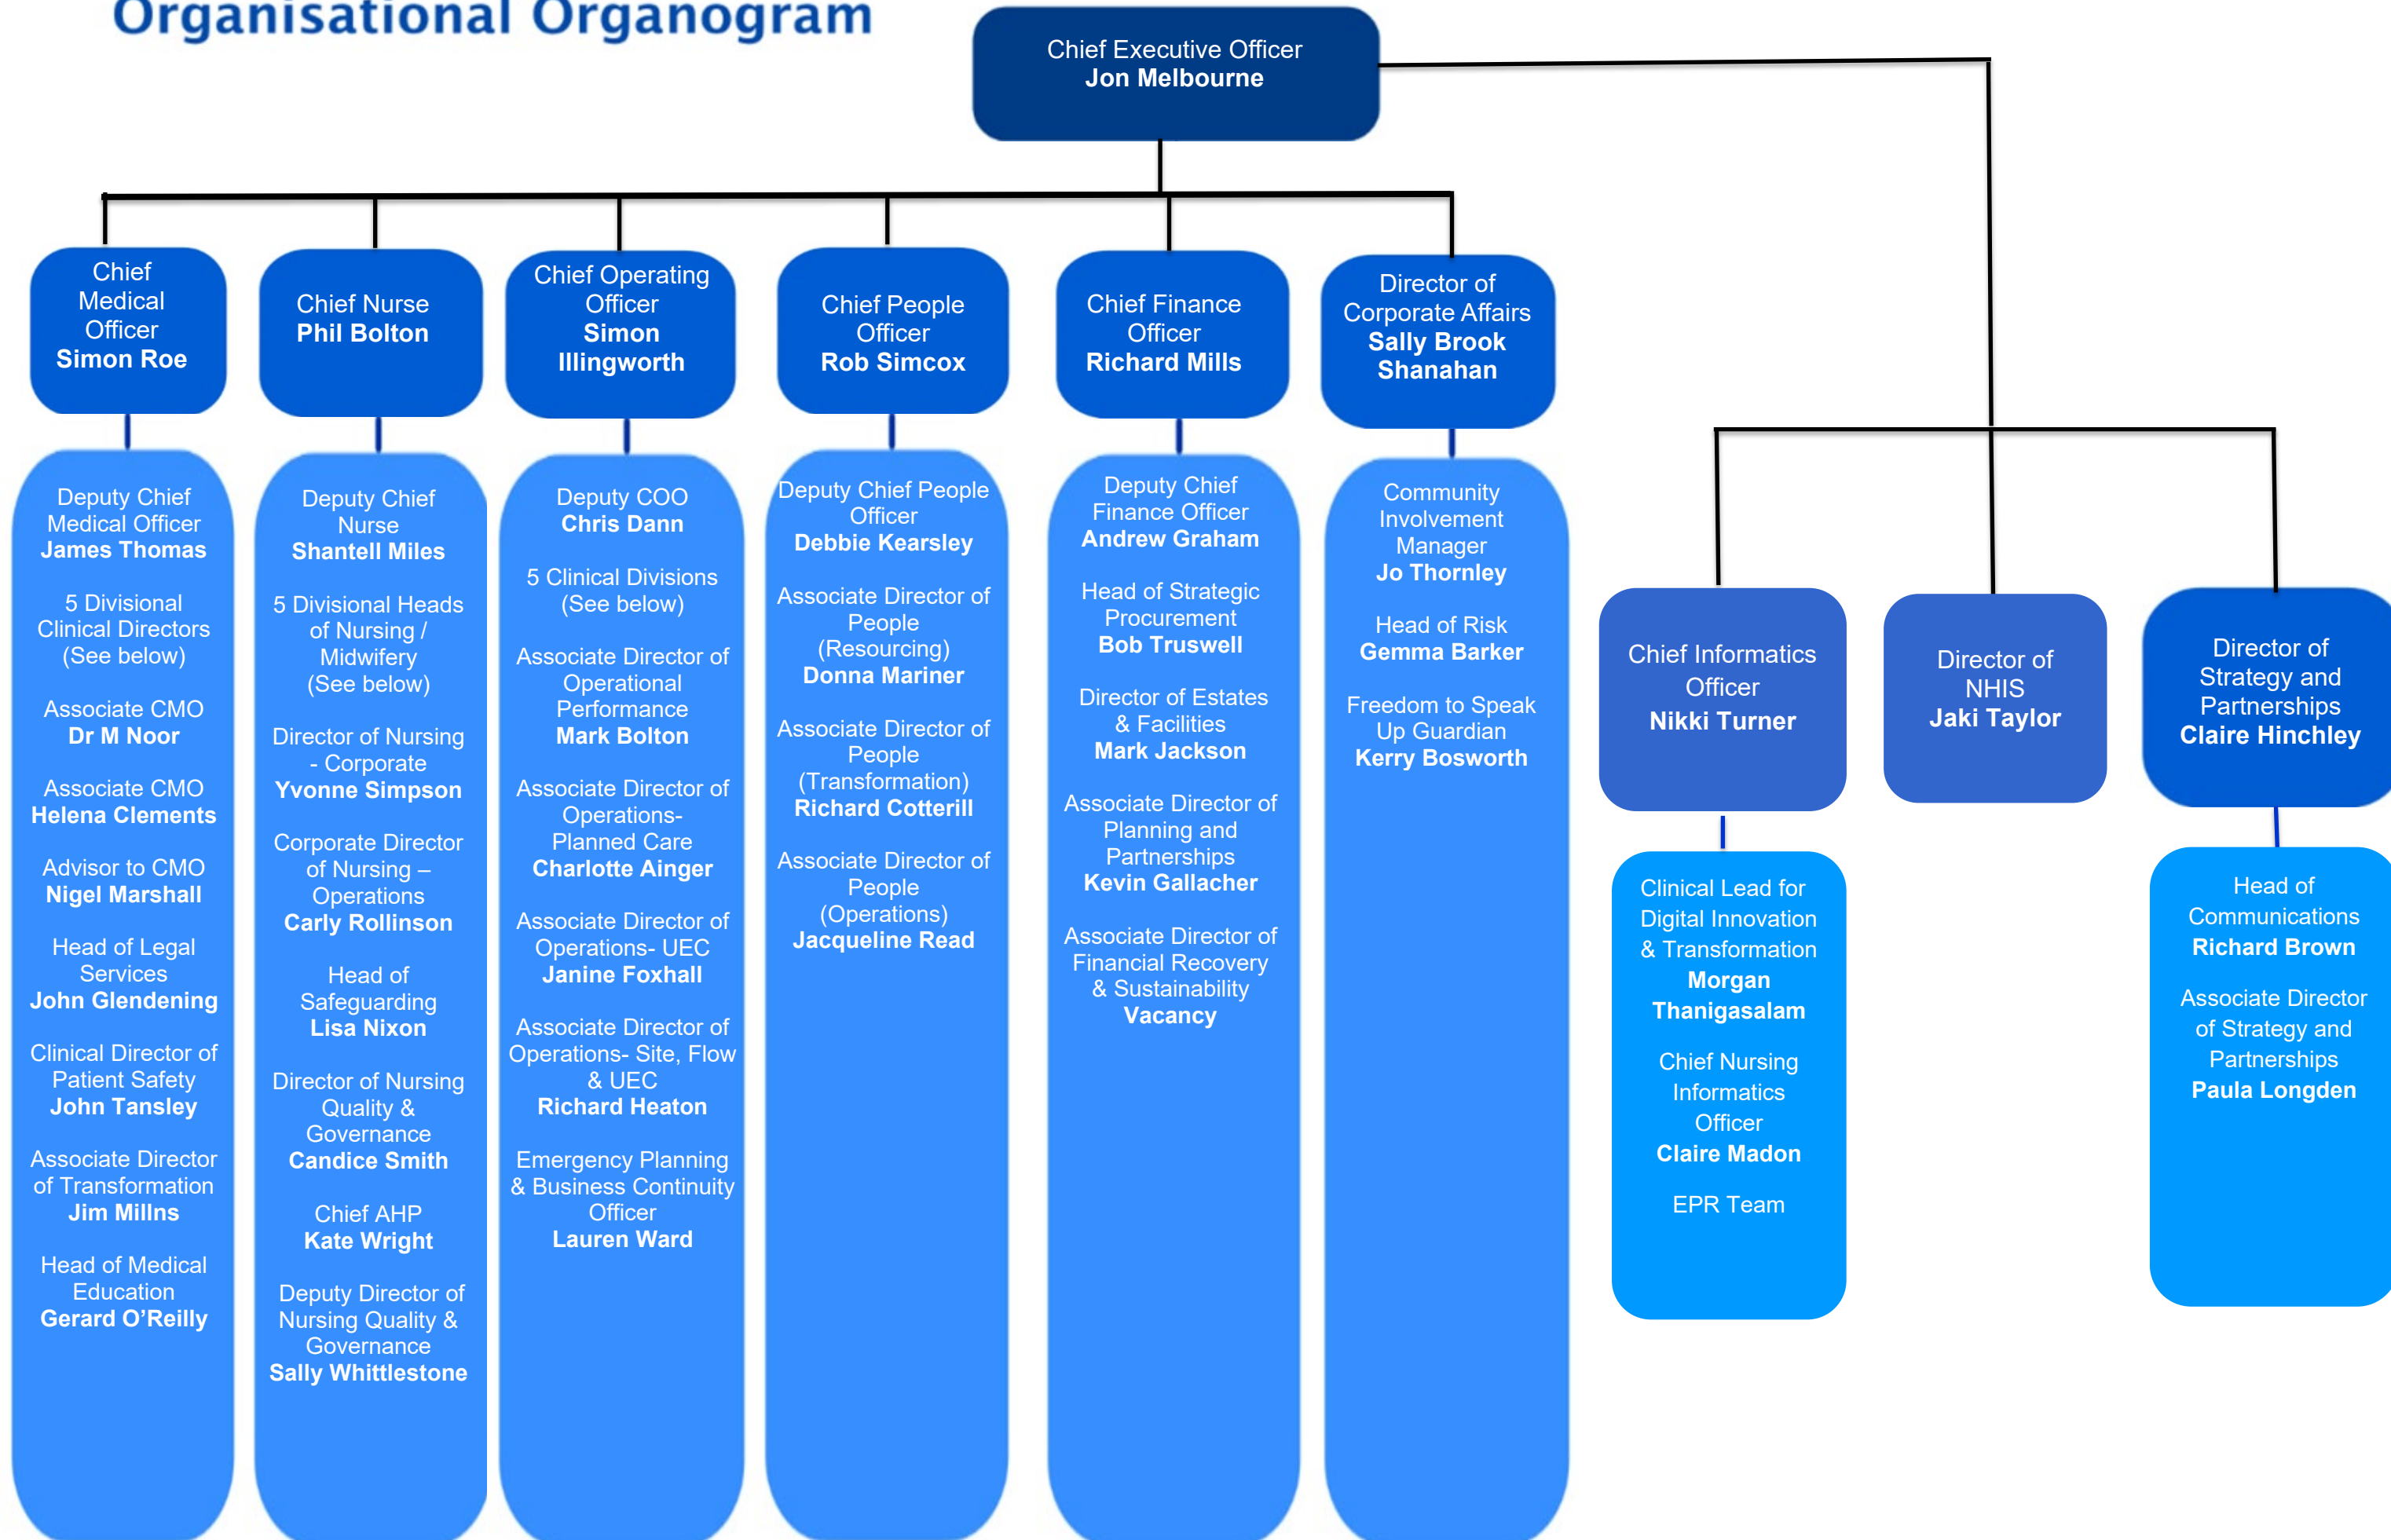 Organisational Organogram
Chief Executive Officer
Jon Melbourne
Chief
Medical
Officer
Simon Roe
Chief Nurse
Phil Bolton
Chief Operating
Officer
Simon
Illingworth
Chief People
Officer
Rob Simcox
Chief Finance
Officer
Richard Mills
Director of
Corporate Affairs
Sally Brook
Shanahan
Deputy Chief
Medical Officer
James Thomas
5 Divisional
Clinical Directors
(See below)
Associate CMO
Dr M Noor
Associate CMO
Helena Clements
Advisor to CMO
Nigel Marshall
Head of Legal
Services
John Glendening
Clinical Director of
Patient Safety
John Tansley
Associate Director
of Transformation
Jim Millns
Head of Medical
Education
Gerard O’Reilly
Deputy Chief
Nurse
Shantell Miles
5 Divisional Heads
of Nursing /
Midwifery
(See below)
Director of Nursing
- Corporate
Yvonne Simpson
Corporate Director
of Nursing –
Operations
Carly Rollinson
Head of
Safeguarding
Lisa Nixon
Director of Nursing
Quality &
Governance
Candice Smith
Chief AHP
Kate Wright
Deputy Director of
Nursing Quality &
Governance
Sally Whittlestone
Deputy COO
Chris Dann
5 Clinical Divisions
(See below)
Associate Director of
Operational
Performance
Mark Bolton
Associate Director of
Operations-
Planned Care
Charlotte Ainger
Associate Director of
Operations- UEC
Janine Foxhall
Associate Director of
Operations- Site, Flow
& UEC
Richard Heaton
Emergency Planning
& Business Continuity
Officer
Lauren Ward
Deputy Chief People
Officer
Debbie Kearsley
Associate Director of
People
(Resourcing)
Donna Mariner
Associate Director of
People
(Transformation)
Richard Cotterill
Associate Director of
People
(Operations)
Jacqueline Read
Deputy Chief
Finance Officer
Andrew Graham
Head of Strategic
Procurement
Bob Truswell
Director of Estates
& Facilities
Mark Jackson
Associate Director of
Planning and
Partnerships
Kevin Gallacher
Associate Director of
Financial Recovery
& Sustainability
Vacancy
Community
Involvement
Manager
Jo Thornley
Head of Risk
Gemma Barker
Freedom to Speak
Up Guardian
Kerry Bosworth
Chief Informatics
Officer
Nikki Turner
Director of
NHIS
Jaki Taylor
Director of
Strategy and
Partnerships
Claire Hinchley
Clinical Lead for
Digital Innovation
& Transformation
Morgan
Thanigasalam
Chief Nursing
Informatics
Officer
Claire Madon
EPR Team
Head of
Communications
Richard Brown
Associate Director
of Strategy and
Partnerships
Paula Longden